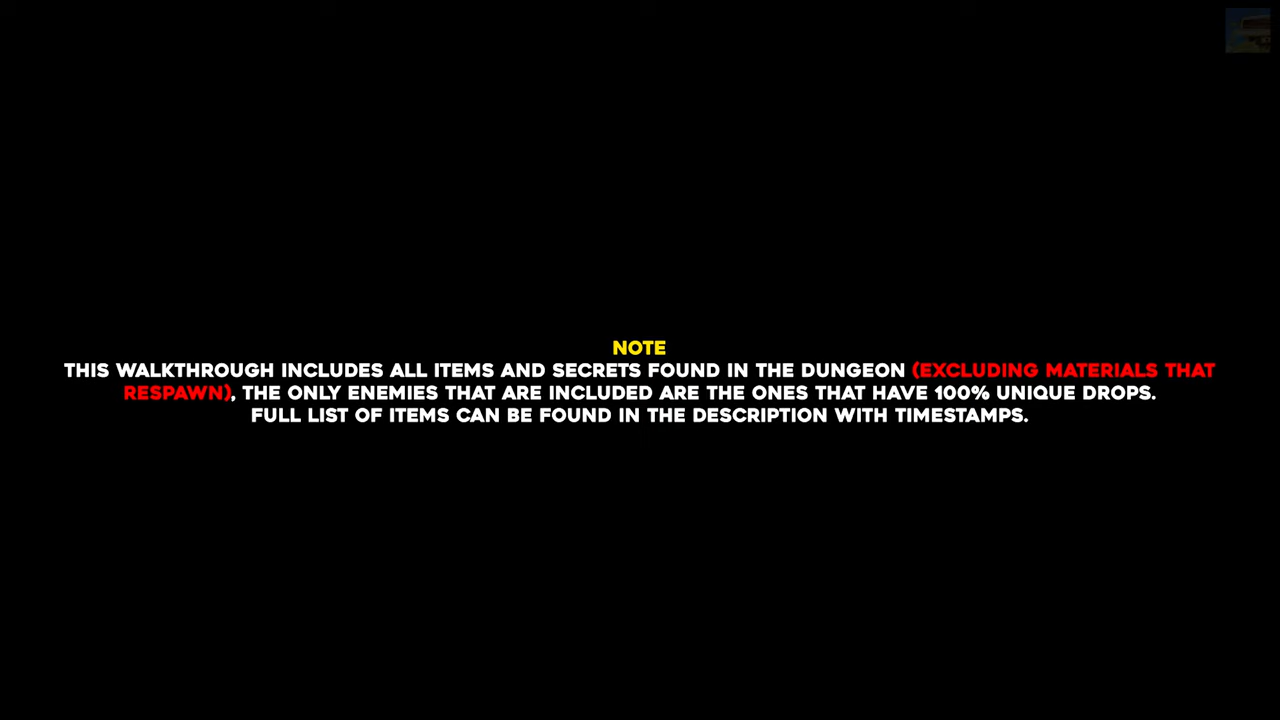 NOTE
THIS WALKTHROUGH INCLUDES ALL ITEMS AND SECRETS FOUND IN THE DUNGEON (EXCLUDING MATERIALS THAT
RESPAWN), THE ONLY ENEMIES THAT ARE INCLUDED ARE THE ONES THAT HAVE 100% UNIQUE DROPS.
FULL LIST OF ITEMS CAN BE FOUND IN THE DESCRIPTION WITH TIMESTAMPS.